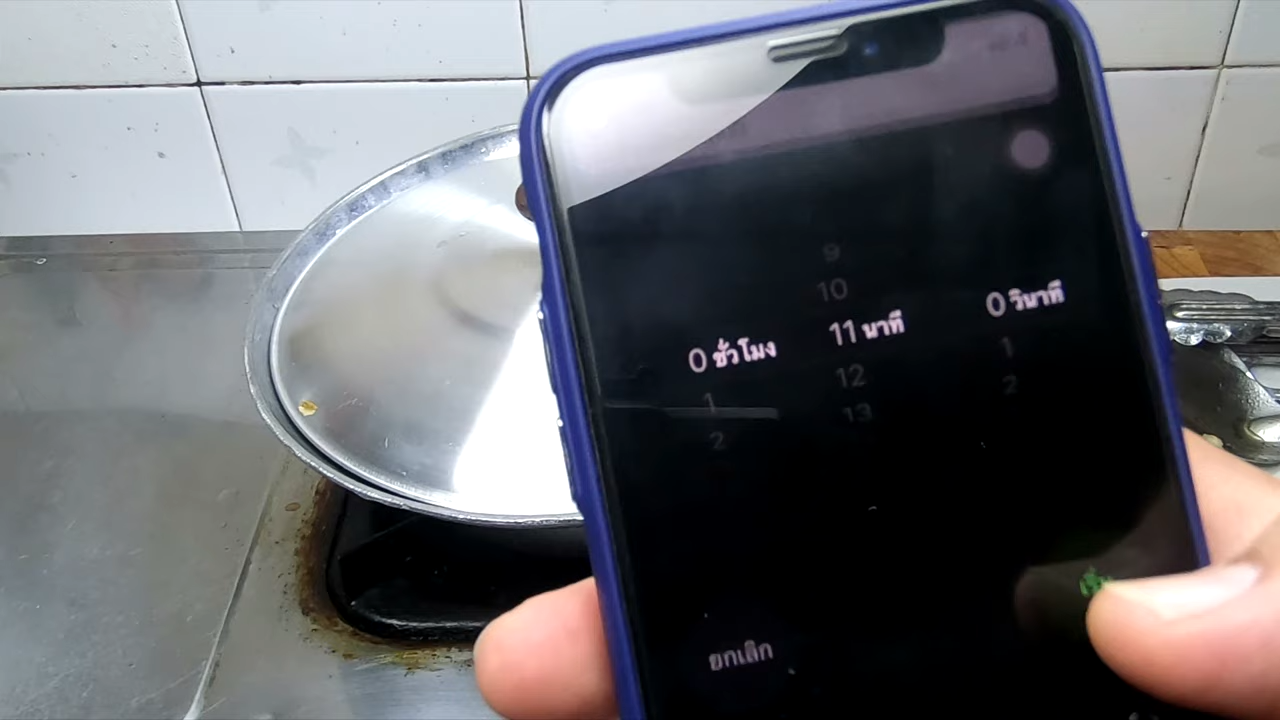 9
10
0 ชั่วโมง 11 นาที 0 วินาที
1 12 1
2 13 2
ยกเลิก